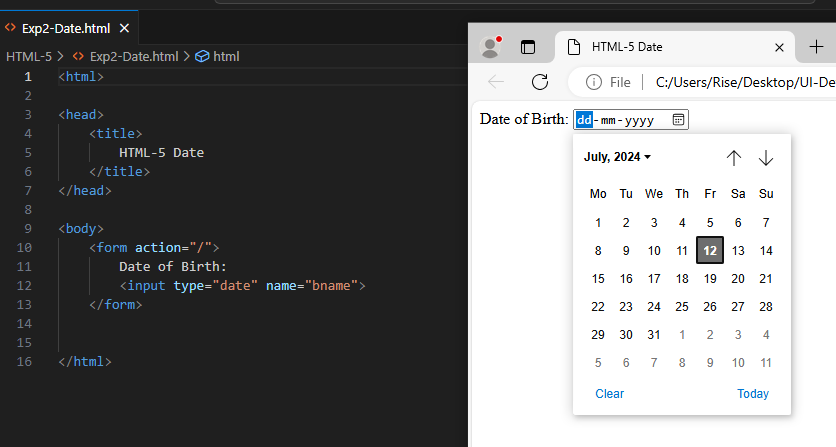 Exp2-Date.html
HTML-5 > Exp2-Date.html > html
1 <html>
2
3 <head>
4 <title>
5 HTML-5 Date
6 </title>
7 </head>
8
9 <body>
10 <form action="/">
11 Date of Birth:
12 <input type="date" name="bname">
13 </form>
14
15
16 </html>
HTML-5 Date
File C:/Users/Rise/Desktop/UI-De
Date of Birth: dd-mm-yyyy
July, 2024
Mo Tu We Th Fr Sa Su
1 2 3 4 5 6 7
8 9 10 11 12 13 14
15 16 17 18 19 20 21
22 23 24 25 26 27 28
29 30 31 1 2 3 4
5 6 7 8 9 10 11
Clear Today